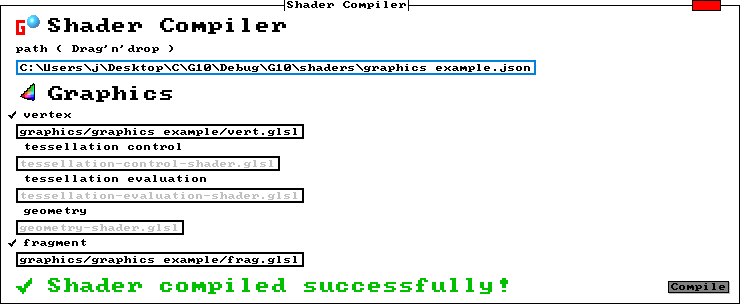 Shader Compiler
G Shader Compiler
path ( Drag'n'drop )
C:\Users\j\Desktop\C\G10\Debug\G10\shaders\graphics example.json
Graphics
vertex
graphics/graphics example/vert.glsl
tessellation control
tessellation-control-shader.glsl
tessellation evaluation
tessellation-evaluation-shader.glsl
geometry
geometry-shader.glsl
fragment
graphics/graphics example/frag.glsl
Shader compiled successfully!
Compile